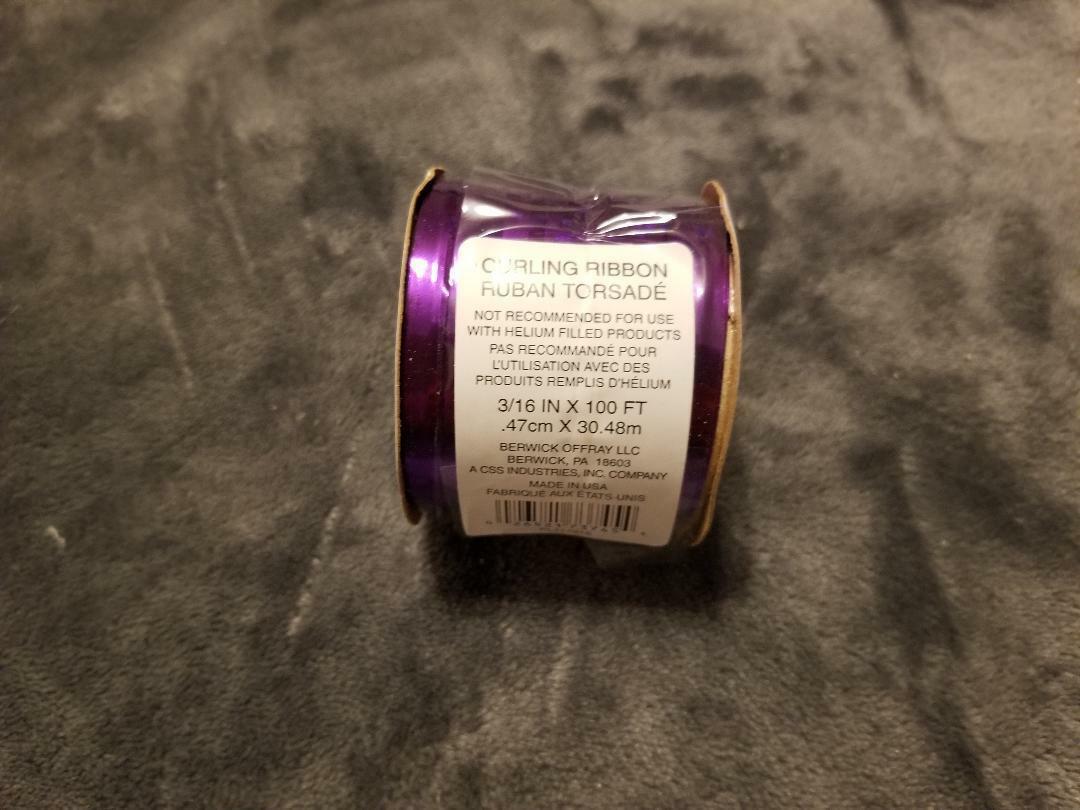 CURLING RIBBON
RUBAN TORSADÉ
NOT RECOMMENDED FOR USE
WITH HELIUM FILLED PRODUCTS
PAS RECOMMANDÉ POUR
L'UTILISATION AVEC DES
PRODUITS REMPLIS D'HÉLIUM
3/16 IN X 100 FT
.47cm X 30.48m
BERWICK OFFRAY LLC
BERWICK, PA 18603
A CSS INDUSTRIES, INC. COMPANY
MADE IN USA
FABRIQUÉ AUX ÉTATS-UNIS